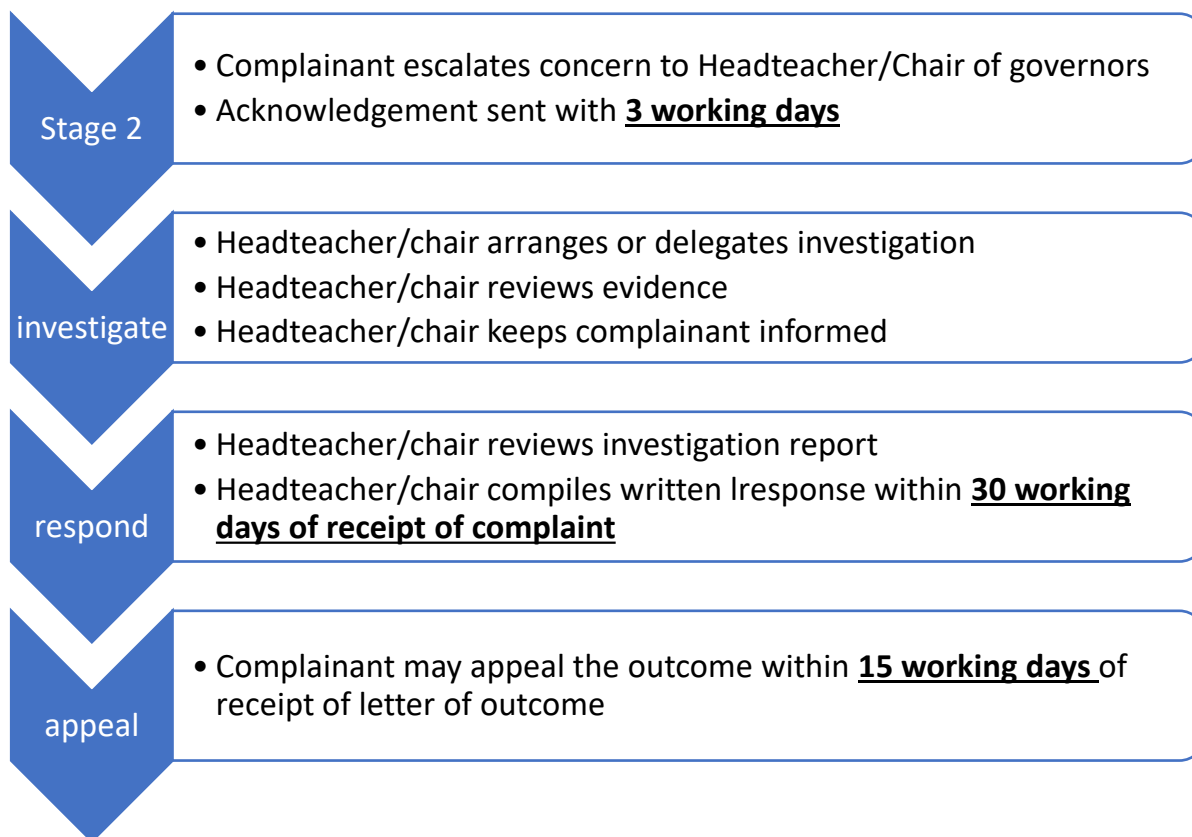 Stage 2
• Complainant escalates concern to Headteacher/Chair of governors
• Acknowledgement sent with 3 working days
investigate
• Headteacher/chair arranges or delegates investigation
• Headteacher/chair reviews evidence
• Headteacher/chair keeps complainant informed
respond
• Headteacher/chair reviews investigation report
• Headteacher/chair compiles written lresponse within 30 working
days of receipt of complaint
appeal
• Complainant may appeal the outcome within 15 working days of
receipt of letter of outcome